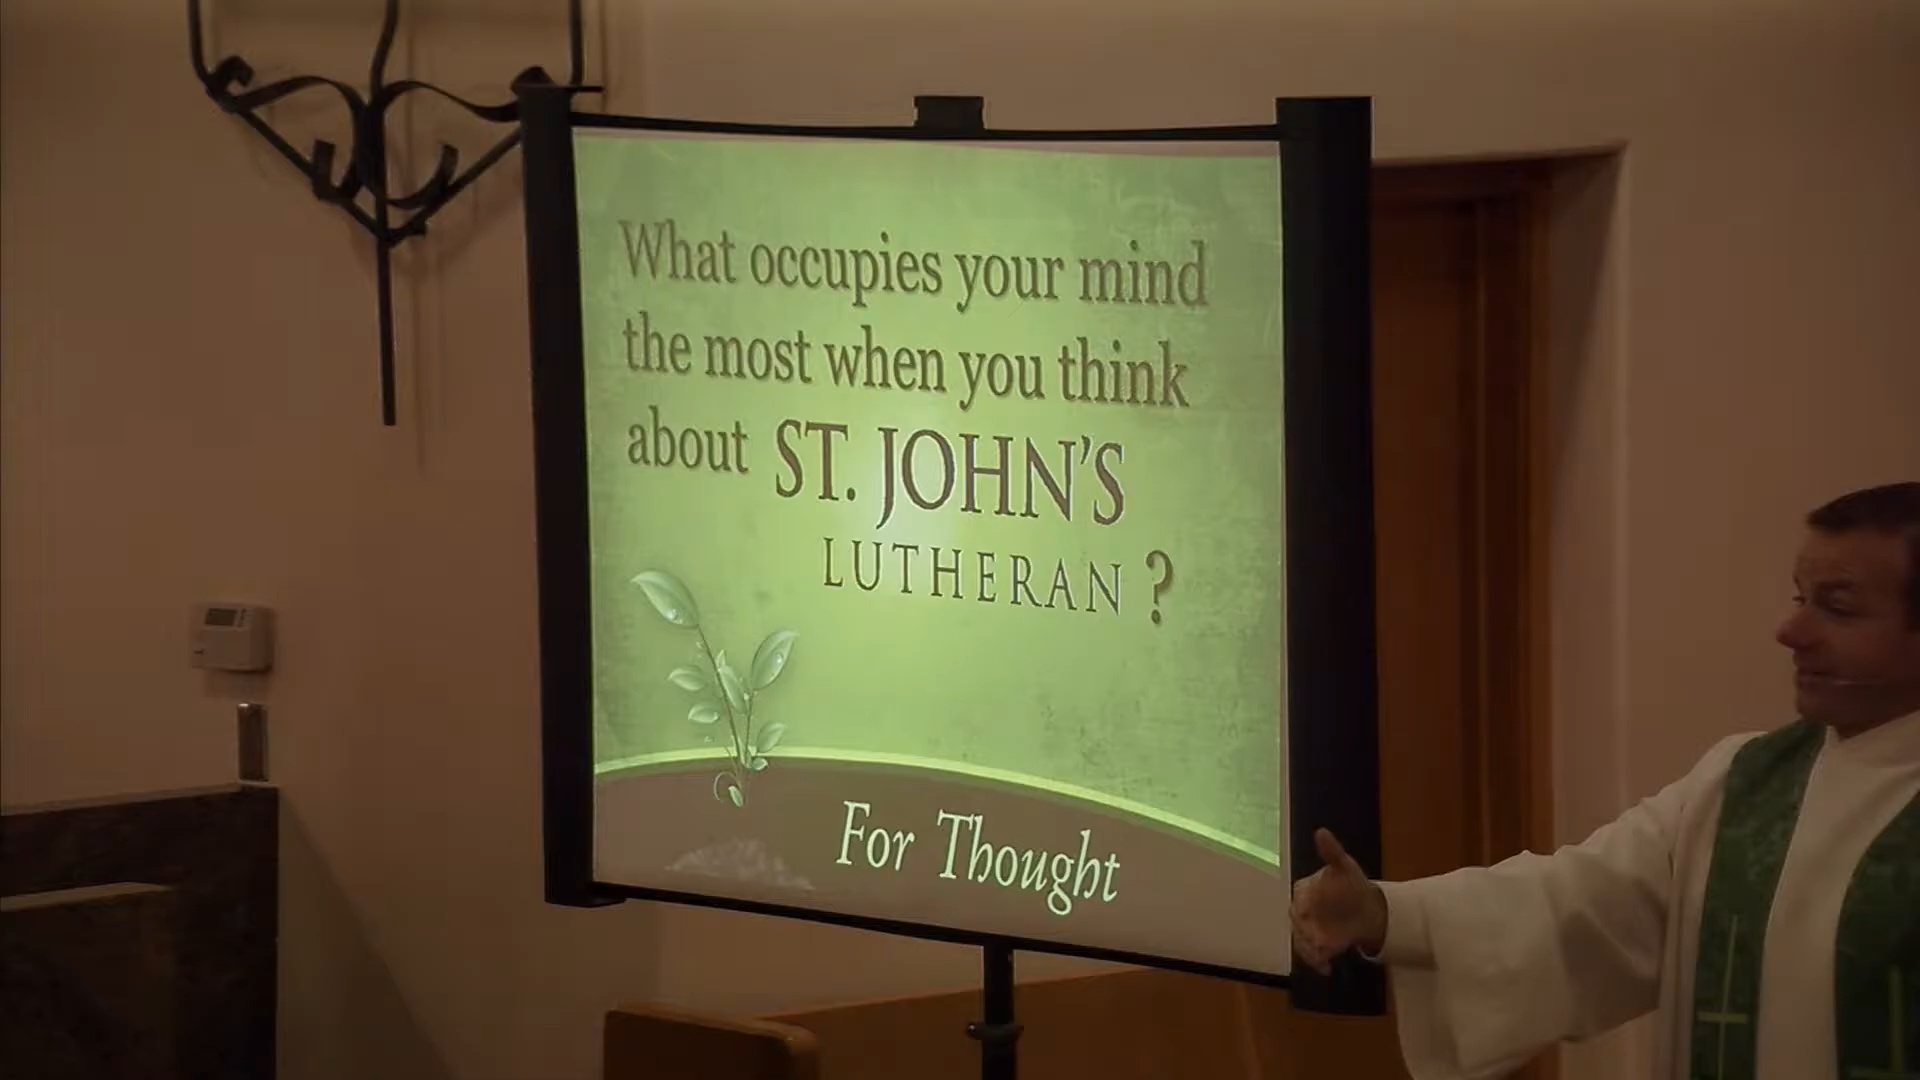 What occupies your mind
the most when you think
about ST. JOHN'S
LUTHERAN ?
For Thought